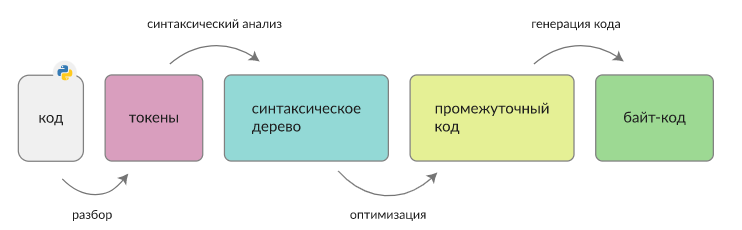 синтаксический анализ
генерация кода
код
токены
синтаксическое
дерево
промежуточный
код
байт-код
разбор
оптимизация